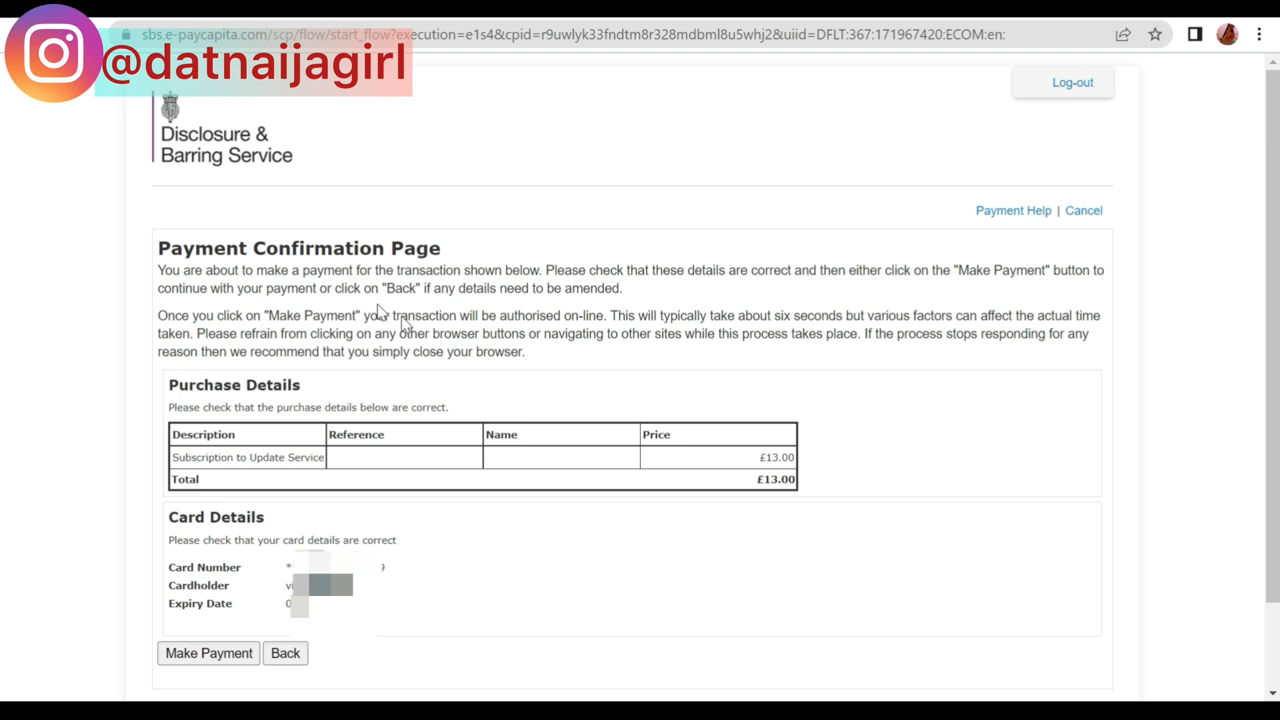 sbs.e-paycapita.com/scp/flow/start_flow?execution=e1s4&cpid=r9uwlyk33fndtm8r328mdbml8u5whj2&uiid=DFLT:367:171967420:ECOM:en:
@datnaijagirl
Log-out
Disclosure &
Barring Service
Payment Help | Cancel
Payment Confirmation Page
You are about to make a payment for the transaction shown below. Please check that these details are correct and then either click on the "Make Payment" button to
continue with your payment or click on "Back" if any details need to be amended.
Once you click on "Make Payment" your transaction will be authorised on-line. This will typically take about six seconds but various factors can affect the actual time
taken. Please refrain from clicking on any other browser buttons or navigating to other sites while this process takes place. If the process stops responding for any
reason then we recommend that you simply close your browser.
Purchase Details
Please check that the purchase details below are correct.
Description Reference Name Price
Subscription to Update Service £13.00
Total £13.00
Card Details
Please check that your card details are correct
Card Number * 9
Cardholder
Expiry Date 0
Make Payment Back